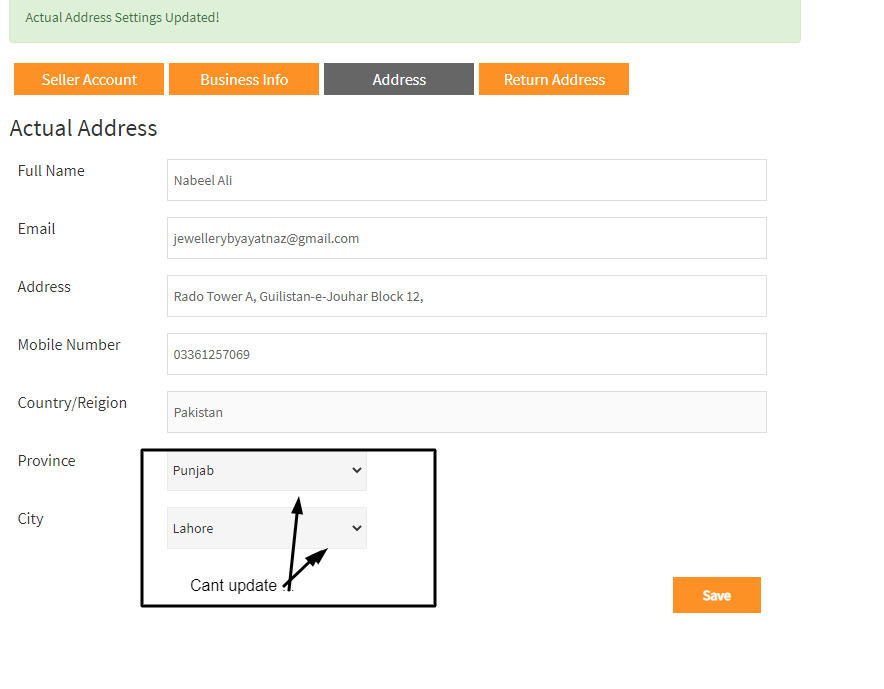 Actual Address Settings Updated!
Seller Account Business Info Address Return Address
Actual Address
Full Name Nabeel Ali
Email jewellerybyayatnaz@gmail.com
Address Rado Tower A, Guilistan-e-Jouhar Block 12,
Mobile Number 03361257069
Country/Reigion Pakistan
Province Punjab
City Lahore
Cant update ...
Save